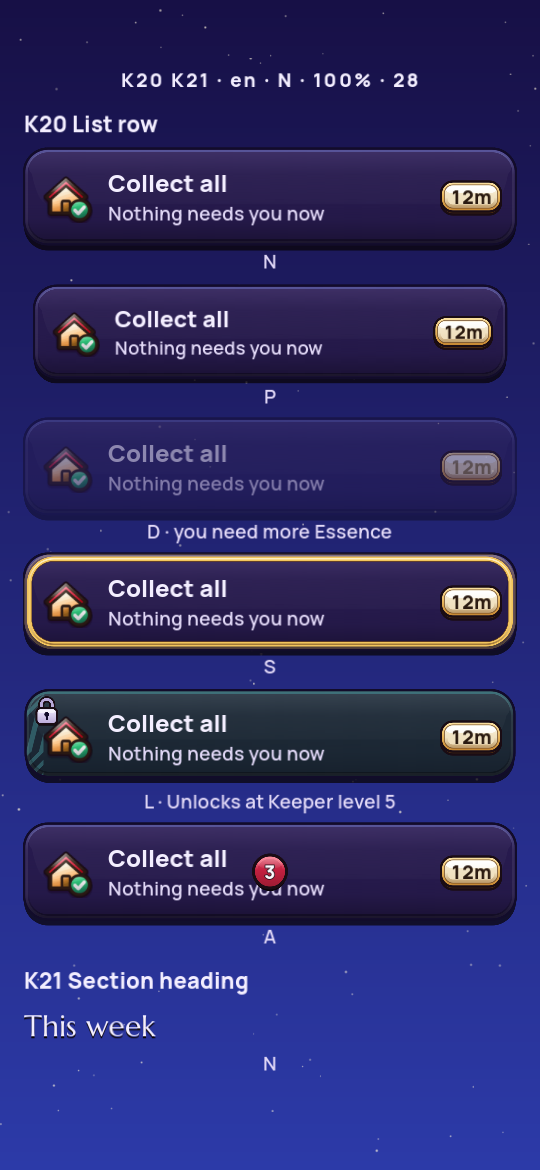 K20 K21 · en · N · 100% · 28
K20 List row
Collect all
Nothing needs you now
12m
N
Collect all
Nothing needs you now
12m
P
Collect all
Nothing needs you now
12m
D · you need more Essence
Collect all
Nothing needs you now
12m
S
Collect all
Nothing needs you now
12m
L · Unlocks at Keeper level 5
Collect all
3
Nothing needs you now
12m
A
K21 Section heading
This week
N